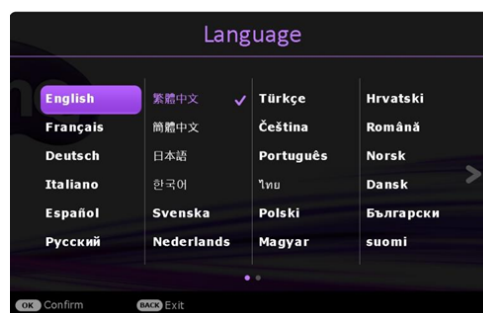 Language
English
Français
Deutsch
Italiano
Español
Русский
繁體中文
簡體中文
日本語
한국어
Svenska
Nederlands
Türkçe
Čeština
Português
ไทย
Polski
Magyar
Hrvatski
Română
Norsk
Dansk
Български
suomi
OK Confirm BACK Exit